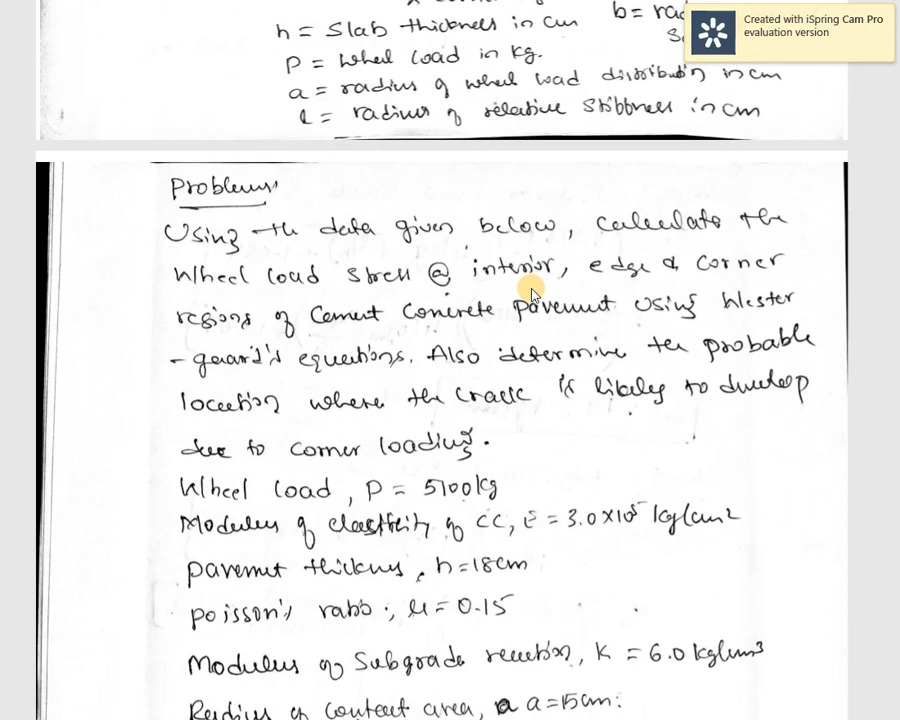 h = Slab thickness in cm b = rad
P = wheel load in kg.
a = radius of wheel load distribution in cm
l = radius of relative stiffness in cm
Created with iSpring Cam Pro
evaluation version
Problems
Using the data given below, calculate the
wheel load stress @ interior, edge & corner
regions of Cement Concrete pavement using Wester
- guard's equations. Also determine the probable
location where the crack is likely to develop
due to corner loading.
Wheel load, P = 5100kg
Modulus of elasticity of CC, E = 3.0×10⁵ kg/cm2
pavement thickness, h=18cm
poisson's ratio, μ = 0.15
Modulus of Subgrade reaction, K = 6.0 kg/cm3
Radius of contact area, a=15cm.